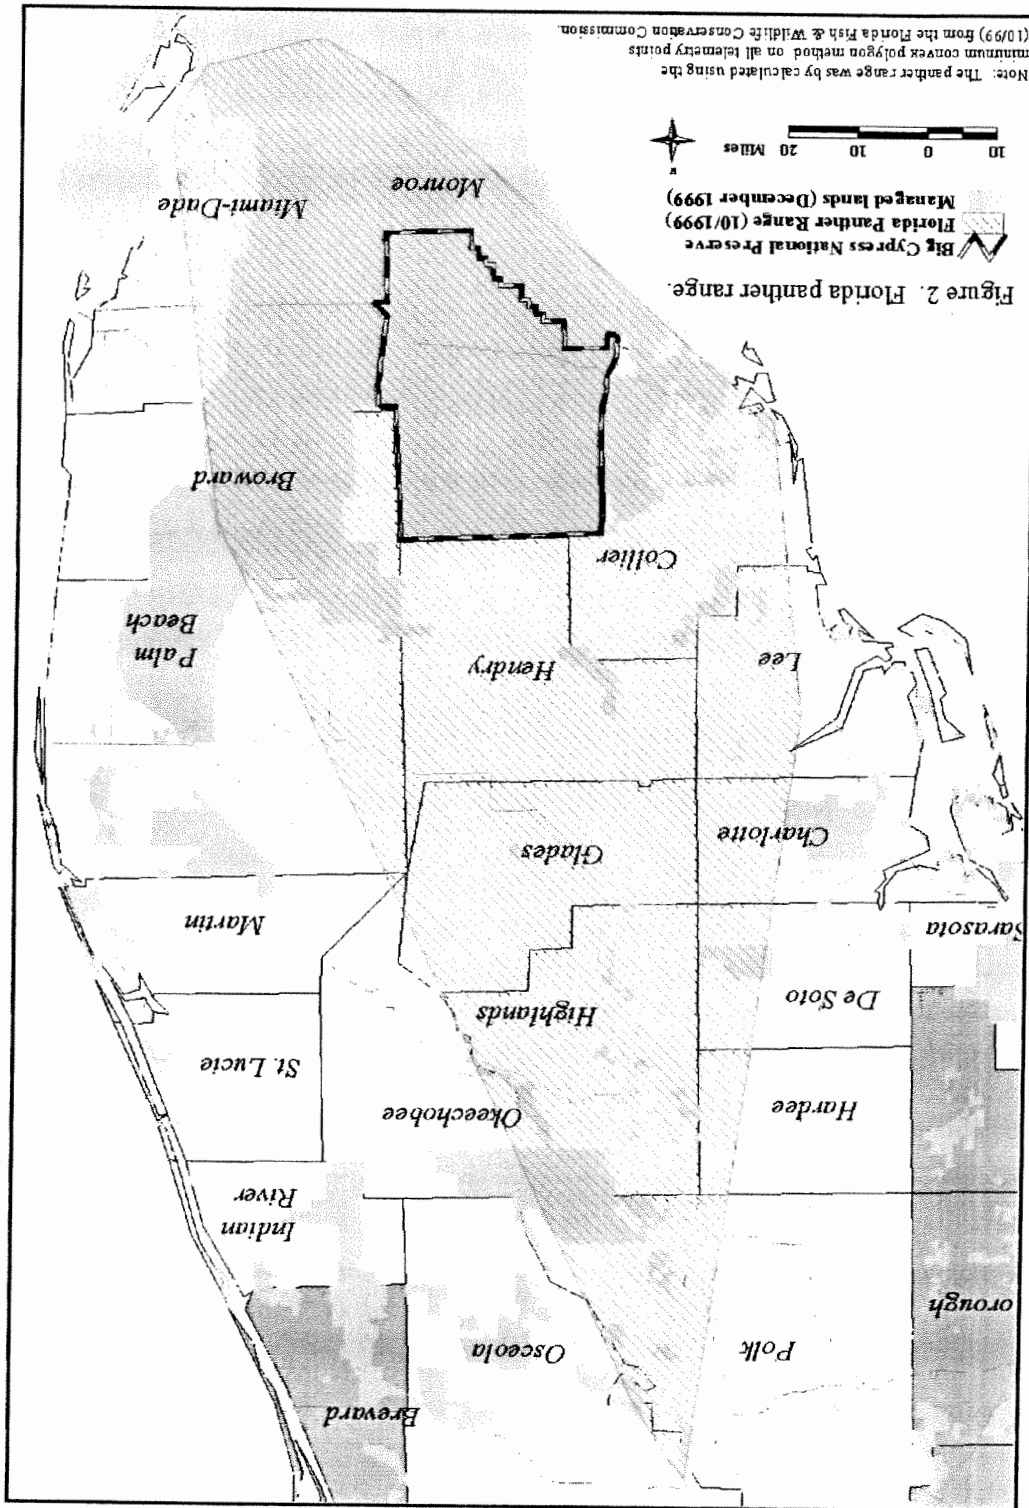 Brevard
Polk
Osceola
orough
Indian
River
Hardee
Okeechobee
St. Lucie
De Soto
Highlands
Sarasota
Martin
Charlotte
Glades
Lee
Hendry
Palm
Beach
Collier
Broward
Figure 2. Florida panther range.
Big Cypress National Preserve
Florida Panther Range (10/1999)
Managed lands (December 1999)
Monroe
Miami-Dade
N
10 0 10 20 Miles
Note: The panther range was by calculated using the
minimum convex polygon method on all telemetry points
(10/99) from the Florida Fish & Wildlife Conservation Commission.